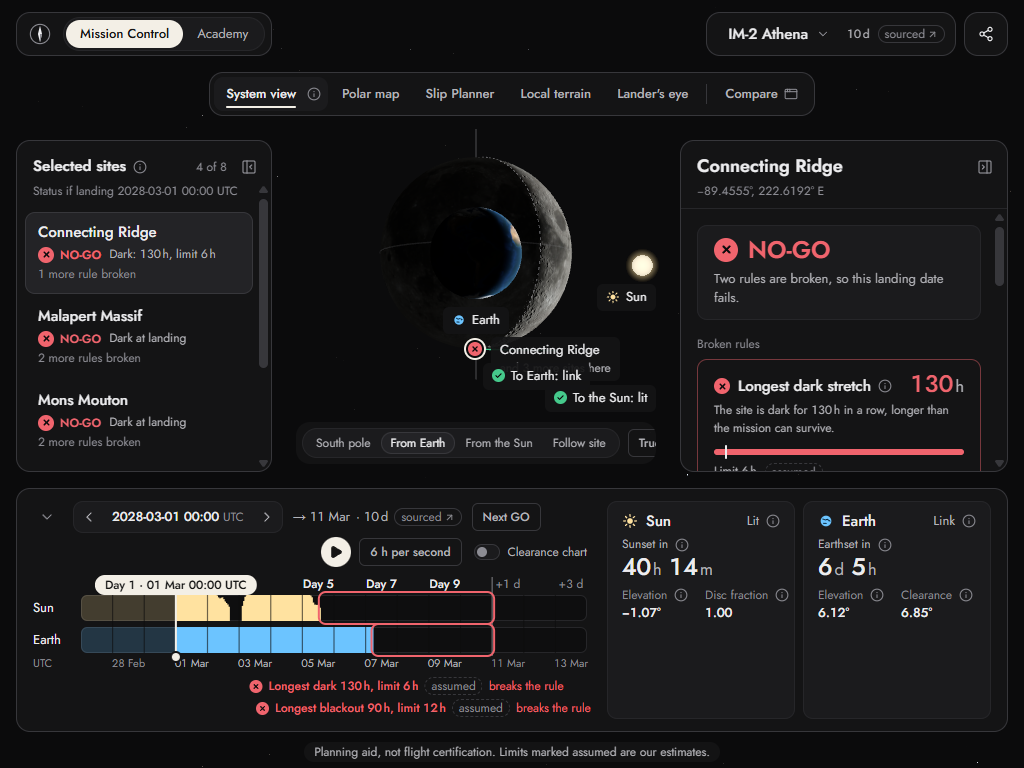 Mission Control
Academy
IM-2 Athena
10 d
sourced ↗
System view
Polar map
Slip Planner
Local terrain
Lander's eye
Compare
Selected sites
4 of 8
Status if landing 2028-03-01 00:00 UTC
Connecting Ridge
NO-GO Dark: 130 h, limit 6 h
1 more rule broken
Malapert Massif
NO-GO Dark at landing
2 more rules broken
Mons Mouton
NO-GO Dark at landing
2 more rules broken
Sun
Earth
Connecting Ridge
here
To Earth: link
To the Sun: lit
South pole
From Earth
From the Sun
Follow site
Connecting Ridge
−89.4555°, 222.6192° E
NO-GO
Two rules are broken, so this landing date
fails.
Broken rules
Longest dark stretch 130 h
The site is dark for 130 h in a row, longer than
the mission can survive.
Limit 6 h assumed
2028-03-01 00:00 UTC
→ 11 Mar · 10 d sourced ↗
Next GO
6 h per second
Clearance chart
Day 1 · 01 Mar 00:00 UTC
Day 5
Day 7
Day 9
+1 d
+3 d
Sun
Earth
UTC
28 Feb
01 Mar
03 Mar
05 Mar
07 Mar
09 Mar
11 Mar
13 Mar
Longest dark 130 h, limit 6 h assumed breaks the rule
Longest blackout 90 h, limit 12 h assumed breaks the rule
Sun
Lit
Sunset in
40 h 14 m
Elevation
Disc fraction
−1.07°
1.00
Earth
Link
Earthset in
6 d 5 h
Elevation
Clearance
6.12°
6.85°
Planning aid, not flight certification. Limits marked assumed are our estimates.